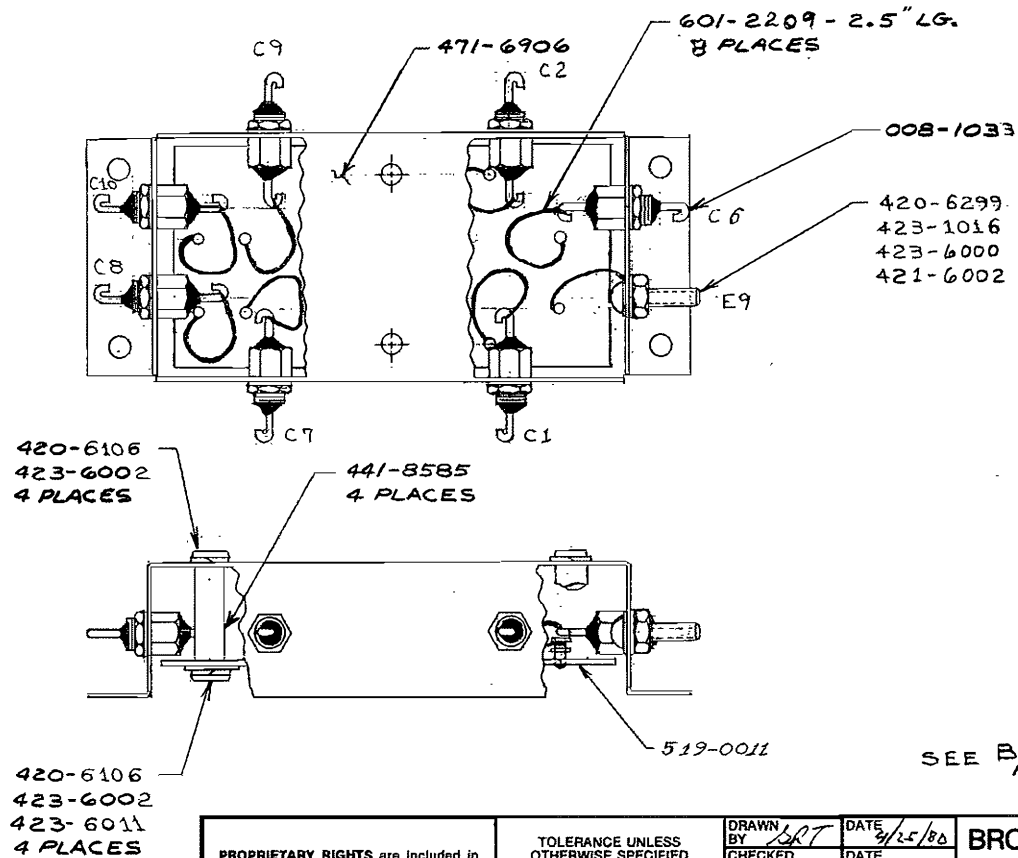 601-2209-2.5" LG.
8 PLACES
C9
471-6906
C2
008-1033
C10
C6
420-6299
423-1016
423-6000
421-6002
C8
E9
C7
C1
420-6106
423-6002
4 PLACES
441-8585
4 PLACES
519-0011
SEE
420-6106
423-6002
423-6011
4 PLACES
PROPRIETARY RIGHTS are included in
TOLERANCE UNLESS
OTHERWISE SPECIFIED
DRAWN
BY
DATE
4/25/80
BRO
CHECKED
DATE